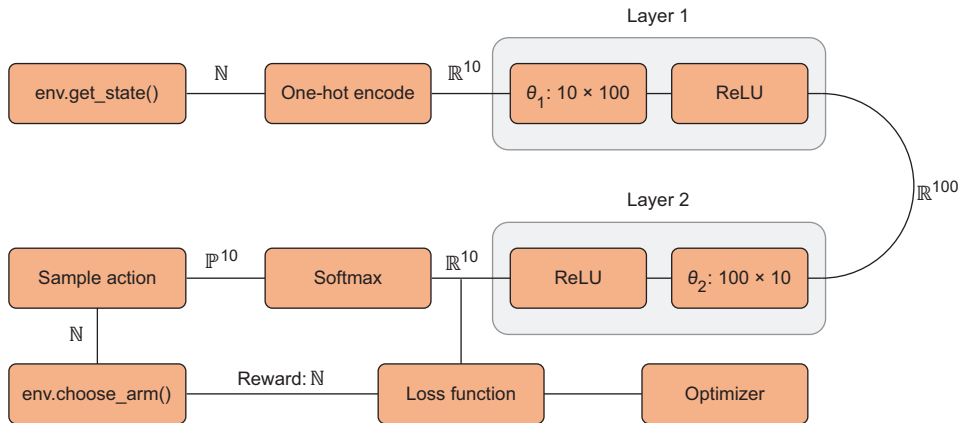 Layer 1
env.get_state()
ℕ
One-hot encode
ℝ¹⁰
θ₁: 10 × 100
ReLU
ℝ¹⁰⁰
Layer 2
Sample action
ℙ¹⁰
Softmax
ℝ¹⁰
ReLU
θ₂: 100 × 10
ℕ
env.choose_arm()
Reward: ℕ
Loss function
Optimizer